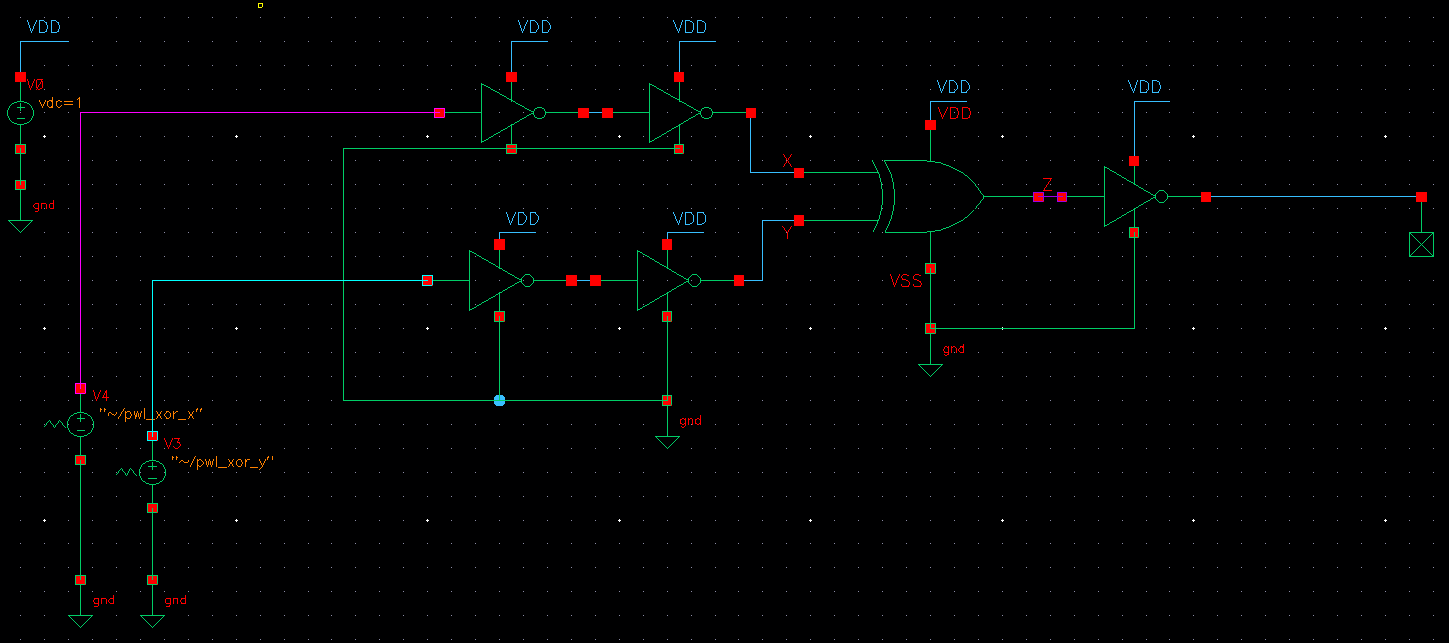 VDD
VDD
VDD
V0
vdc=1
gnd
VDD
VDD
VDD
X
Y
Z
VSS
gnd
VDD
VDD
gnd
V4
"~/pwl_xor_x"
V3
"~/pwl_xor_y"
gnd
gnd